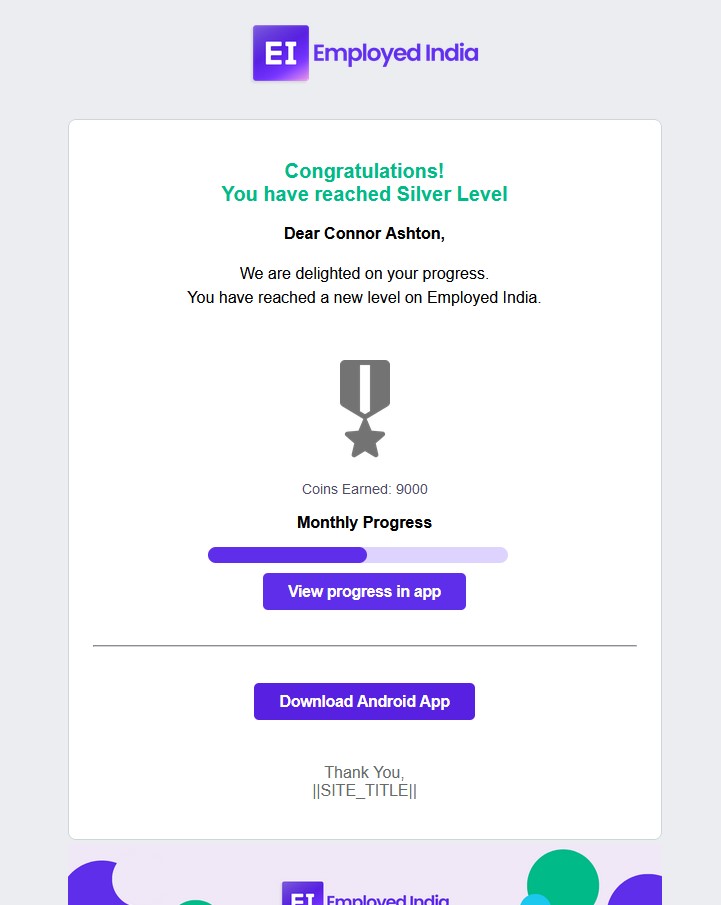 EI Employed India
Congratulations!
You have reached Silver Level
Dear Connor Ashton,
We are delighted on your progress.
You have reached a new level on Employed India.
Coins Earned: 9000
Monthly Progress
View progress in app
Download Android App
Thank You,
||SITE_TITLE||
EI Employed India